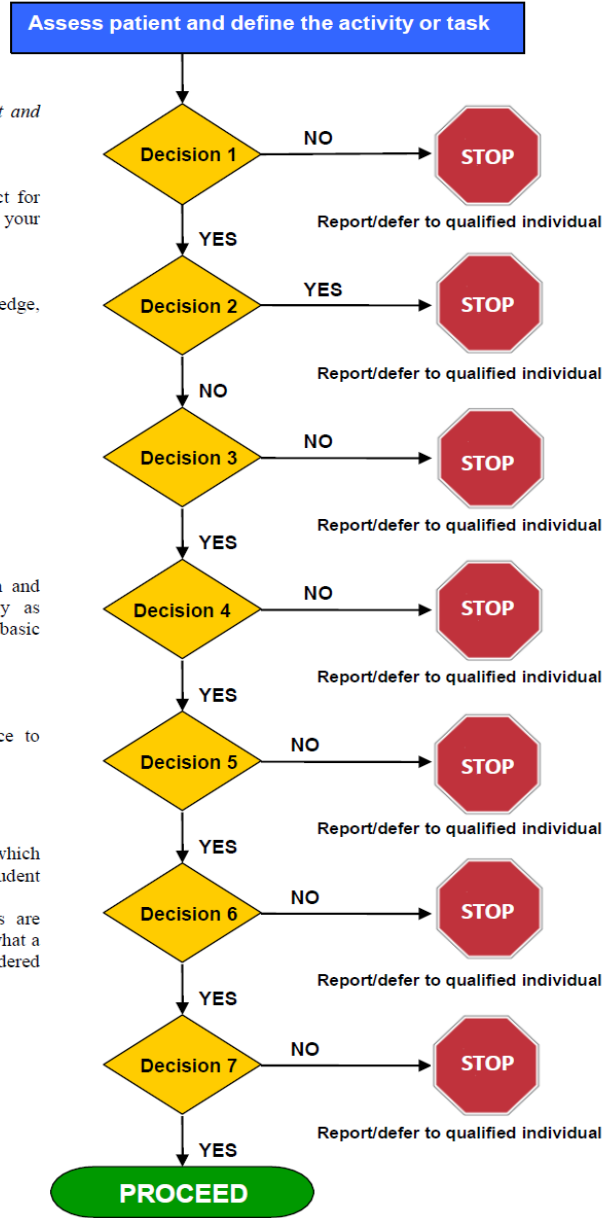 Assess patient and define the activity or task
t and
Decision 1
NO
STOP
ct for
your
Report/defer to qualified individual
YES
edge,
Decision 2
YES
STOP
Report/defer to qualified individual
NO
Decision 3
NO
STOP
Report/defer to qualified individual
YES
n and
y as
basic
Decision 4
NO
STOP
Report/defer to qualified individual
YES
ce to
Decision 5
NO
STOP
Report/defer to qualified individual
YES
which
udent
s are
what a
dered
Decision 6
NO
STOP
Report/defer to qualified individual
YES
Decision 7
NO
STOP
Report/defer to qualified individual
YES
PROCEED